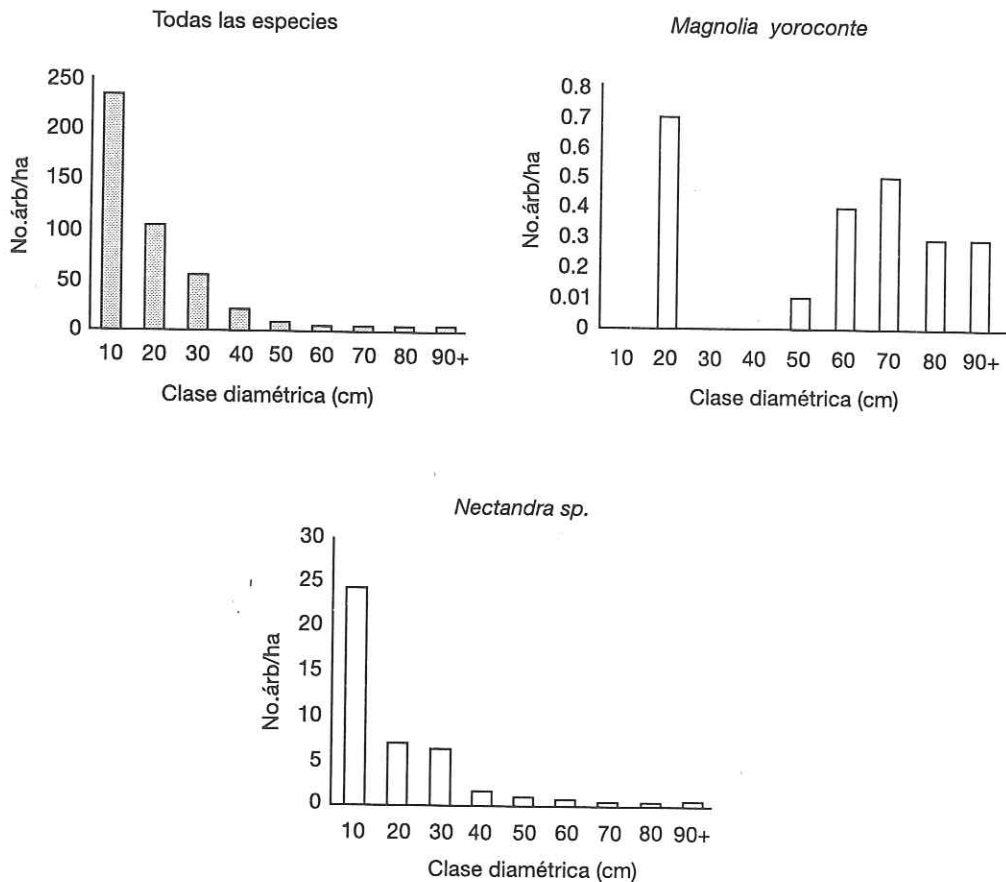 Todas las especies
No.árb/ha
250
200
150
100
50
0
10 20 30 40 50 60 70 80 90+
Clase diamétrica (cm)
Magnolia yoroconte
No.árb/ha
0.8
0.7
0.6
0.5
0.4
0.3
0.2
0.01
0
10 20 30 40 50 60 70 80 90+
Clase diamétrica (cm)
Nectandra sp.
No.árb/ha
30
25
20
15
10
5
0
10 20 30 40 50 60 70 80 90+
Clase diamétrica (cm)